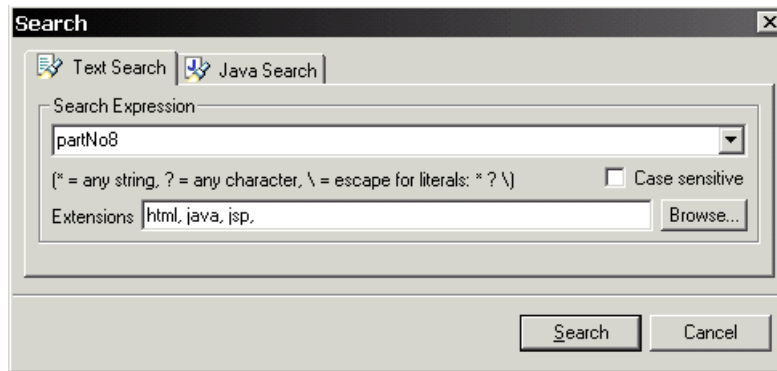 Search
Text Search Java Search
Search Expression
partNo8
(* = any string, ? = any character, \ = escape for literals: * ? \) Case sensitive
Extensions html, java, jsp, Browse...
Search Cancel